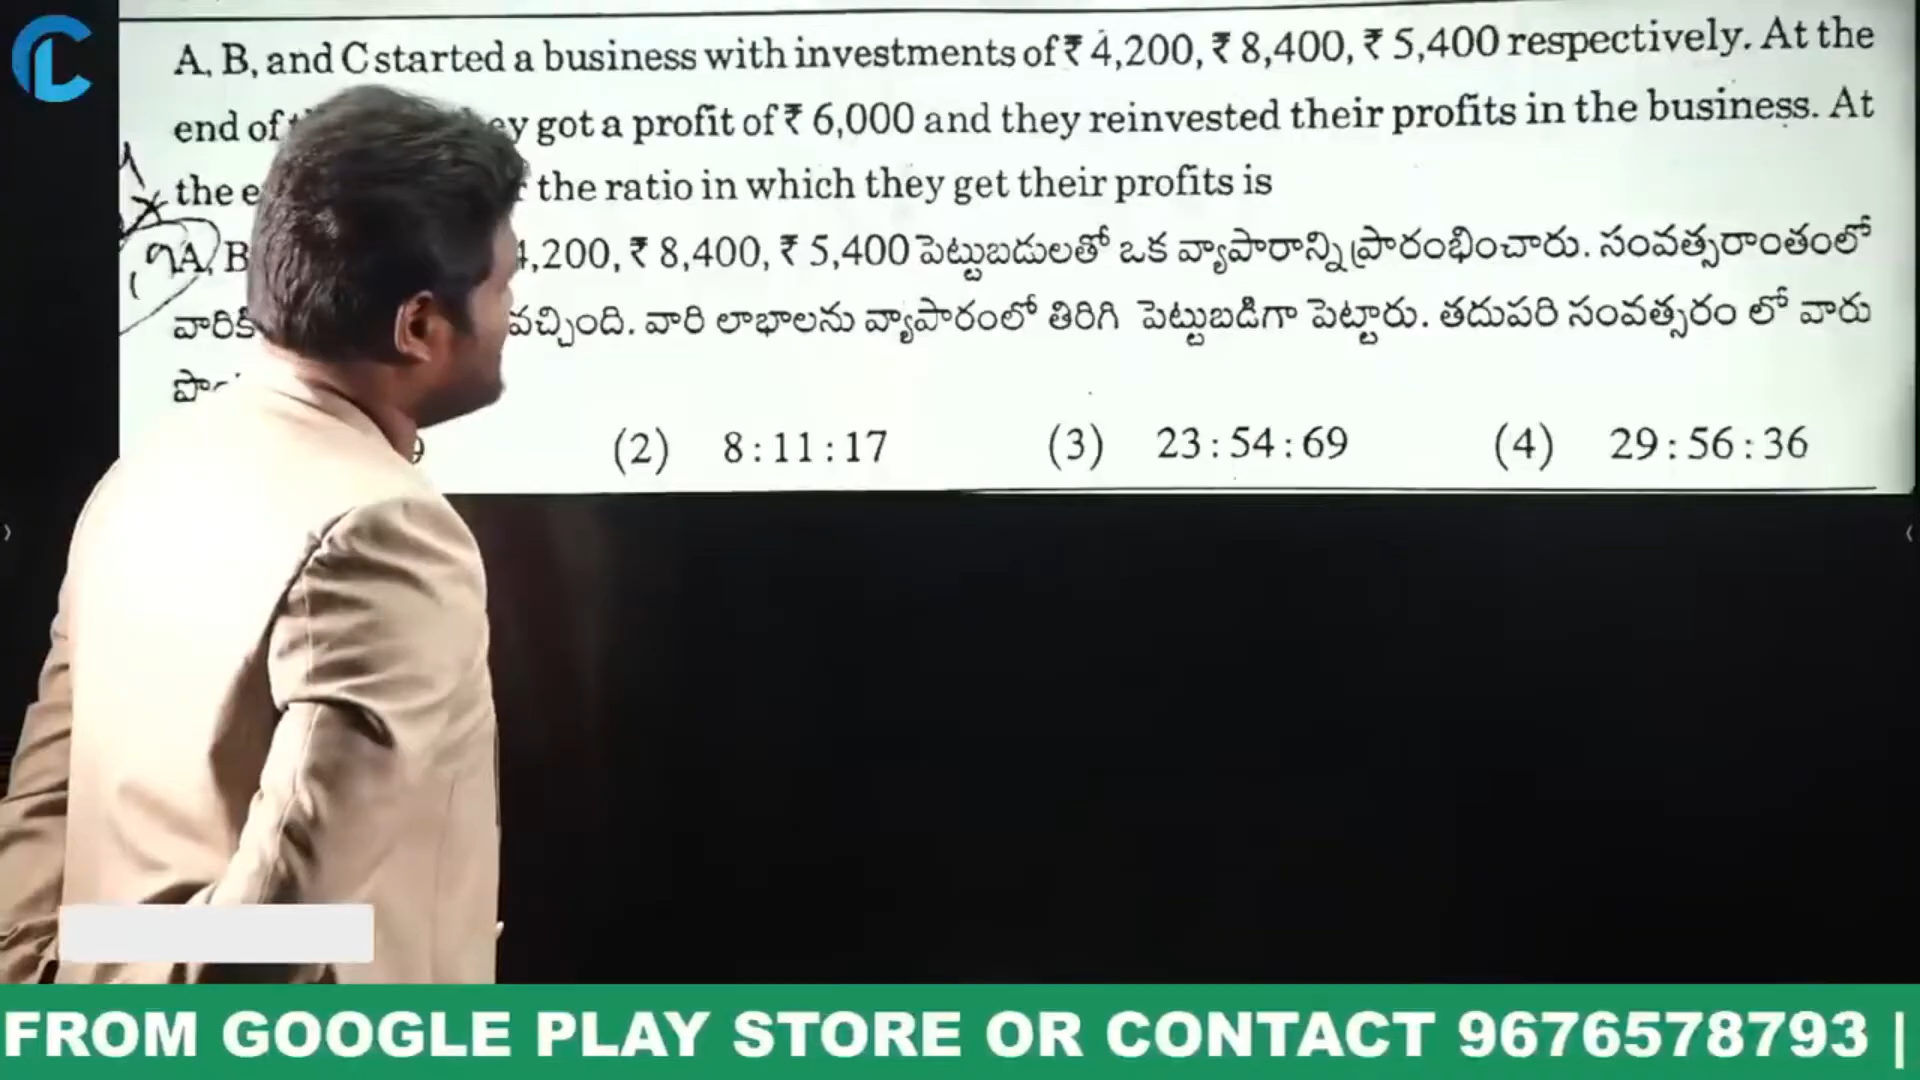 A, B, and C started a business with investments of ₹ 4,200, ₹ 8,400, ₹ 5,400 respectively. At the
end of got a profit of ₹ 6,000 and they reinvested their profits in the business. At
the the ratio in which they get their profits is
A, B 4,200, ₹ 8,400, ₹ 5,400 పెట్టుబడులతో ఒక వ్యాపారాన్ని ప్రారంభించారు. సంవత్సరాంతంలో
వచ్చింది. వారి లాభాలను వ్యాపారంలో తిరిగి పెట్టుబడిగా పెట్టారు. తదుపరి సంవత్సరం లో వారు
9 (2) 8 : 11 : 17 (3) 23 : 54 : 69 (4) 29 : 56 : 36
FROM GOOGLE PLAY STORE OR CONTACT 9676578793 |